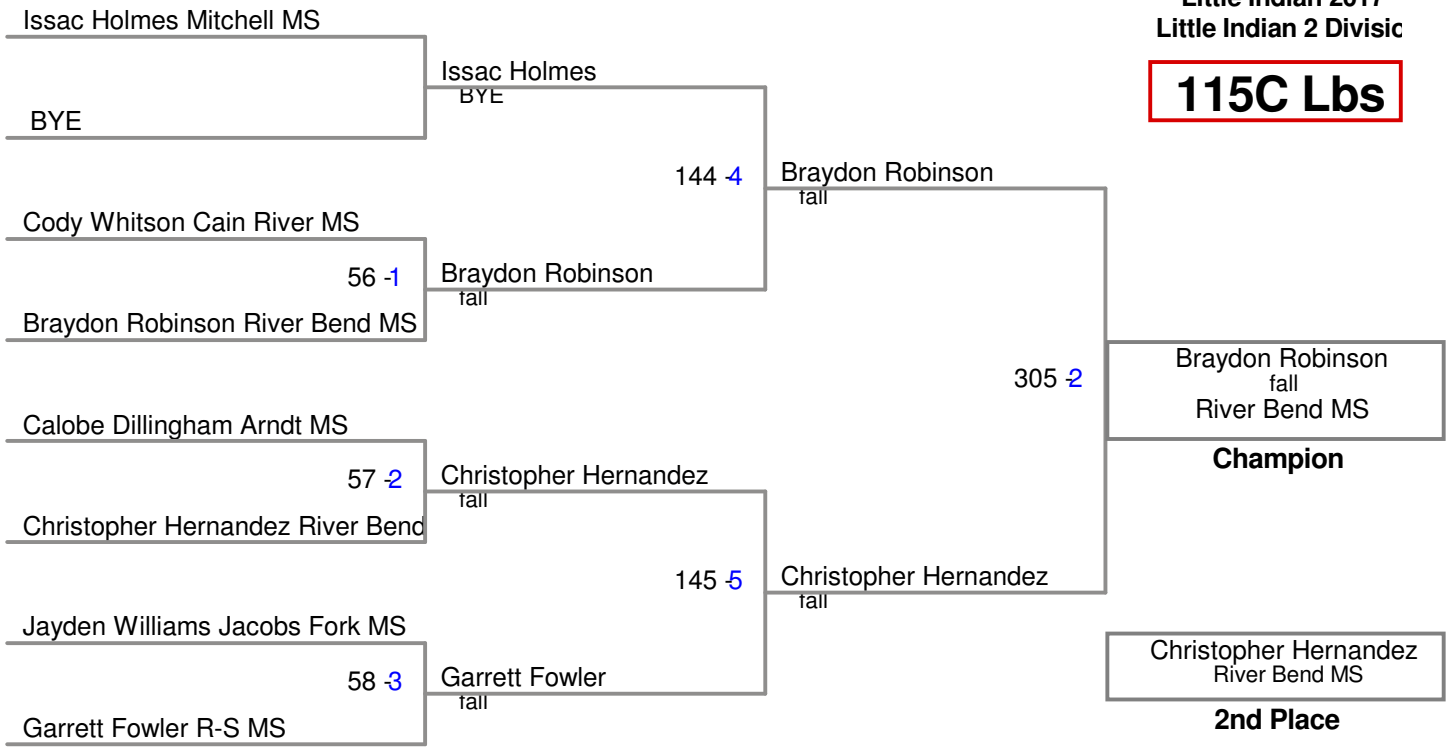 Little Indian 2017
Little Indian 2 Divisic
115C Lbs
Issac Holmes Mitchell MS
BYE
Issac Holmes
BYE
Cody Whitson Cain River MS
56 -1
Braydon Robinson River Bend MS
Braydon Robinson
fall
144 -4
Braydon Robinson
fall
Calobe Dillingham Arndt MS
57 -2
Christopher Hernandez River Bend
Christopher Hernandez
fall
Jayden Williams Jacobs Fork MS
58 -3
Garrett Fowler R-S MS
Garrett Fowler
fall
145 -5
Christopher Hernandez
fall
305 -2
Braydon Robinson
fall
River Bend MS
Champion
Christopher Hernandez
River Bend MS
2nd Place